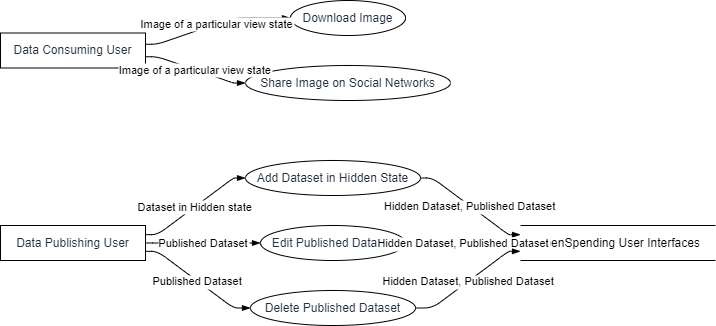 Image of a particular view state
Download Image
Data Consuming User
Image of a particular view state
Share Image on Social Networks
Add Dataset in Hidden State
Dataset in Hidden state
Hidden Dataset, Published Dataset
Data Publishing User
Published Dataset
Edit Published Data
Hidden Dataset, Published Dataset
enSpending User Interfaces
Published Dataset
Hidden Dataset, Published Dataset
Delete Published Dataset